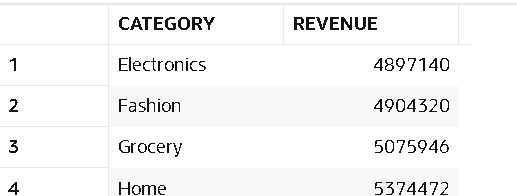 CATEGORY REVENUE
1 Electronics 4897140
2 Fashion 4904320
3 Grocery 5075946
4 Home 5374472